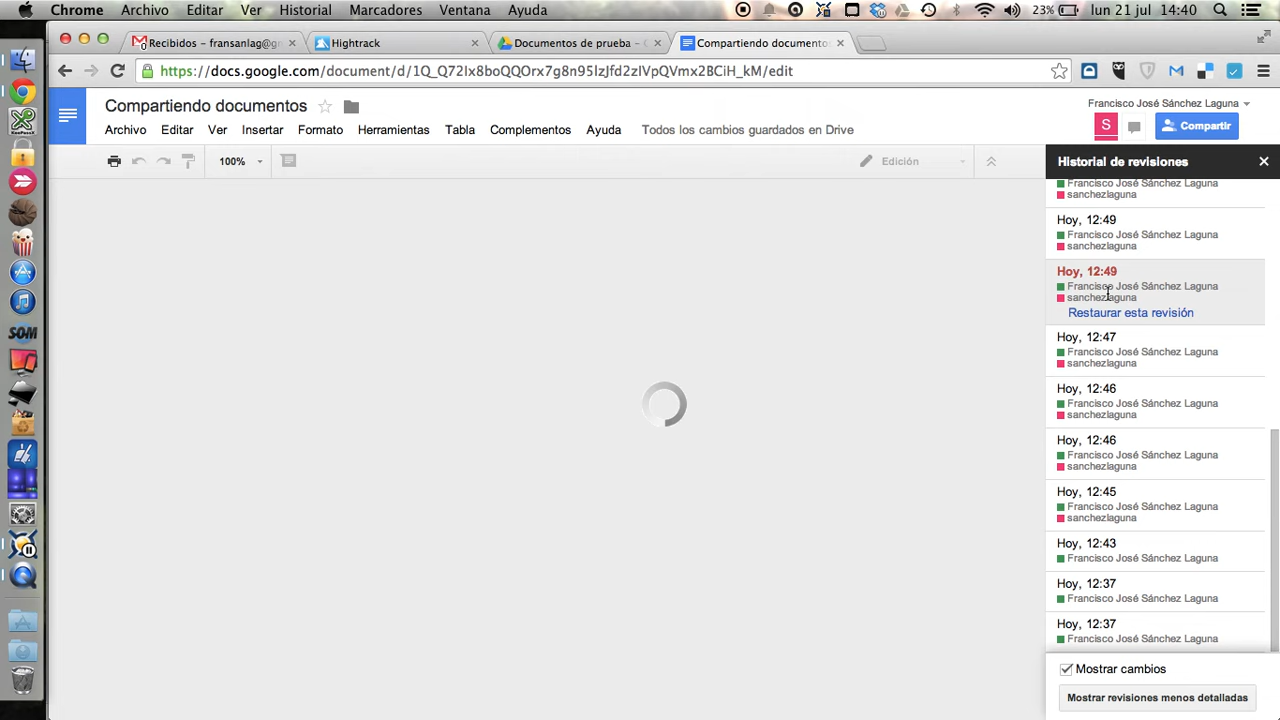 Chrome Archivo Editar Ver Historial Marcadores Ventana Ayuda 23% lun 21 jul 14:40
Recibidos – fransanlag@gm
Hightrack
Documentos de prueba –
Compartiendo documentos
https://docs.google.com/document/d/1Q_Q72Ix8boQQOrx7g8n95IzJfd2zIVpQVmx2BCiH_kM/edit
Compartiendo documentos
Francisco José Sánchez Laguna
Archivo Editar Ver Insertar Formato Herramientas Tabla Complementos Ayuda Todos los cambios guardados en Drive
S
Compartir
100%
Edición
Historial de revisiones
Francisco José Sánchez Laguna
sanchezlaguna
Hoy, 12:49
Francisco José Sánchez Laguna
sanchezlaguna
Hoy, 12:49
Francisco José Sánchez Laguna
sanchezlaguna
Restaurar esta revisión
Hoy, 12:47
Francisco José Sánchez Laguna
sanchezlaguna
Hoy, 12:46
Francisco José Sánchez Laguna
sanchezlaguna
Hoy, 12:46
Francisco José Sánchez Laguna
sanchezlaguna
Hoy, 12:45
Francisco José Sánchez Laguna
sanchezlaguna
Hoy, 12:43
Francisco José Sánchez Laguna
Hoy, 12:37
Francisco José Sánchez Laguna
Hoy, 12:37
Francisco José Sánchez Laguna
Mostrar cambios
Mostrar revisiones menos detalladas
SOM